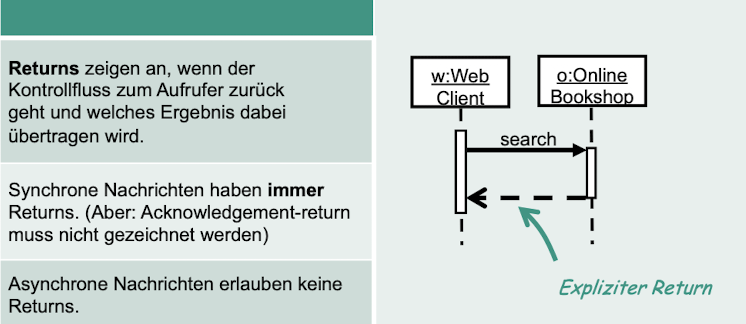 Returns zeigen an, wenn der
Kontrollfluss zum Aufrufer zurück
geht und welches Ergebnis dabei
übertragen wird.
Synchrone Nachrichten haben immer
Returns. (Aber: Acknowledgement-return
muss nicht gezeichnet werden)
Asynchrone Nachrichten erlauben keine
Returns.
w:Web
Client
o:Online
Bookshop
search
Expliziter Return